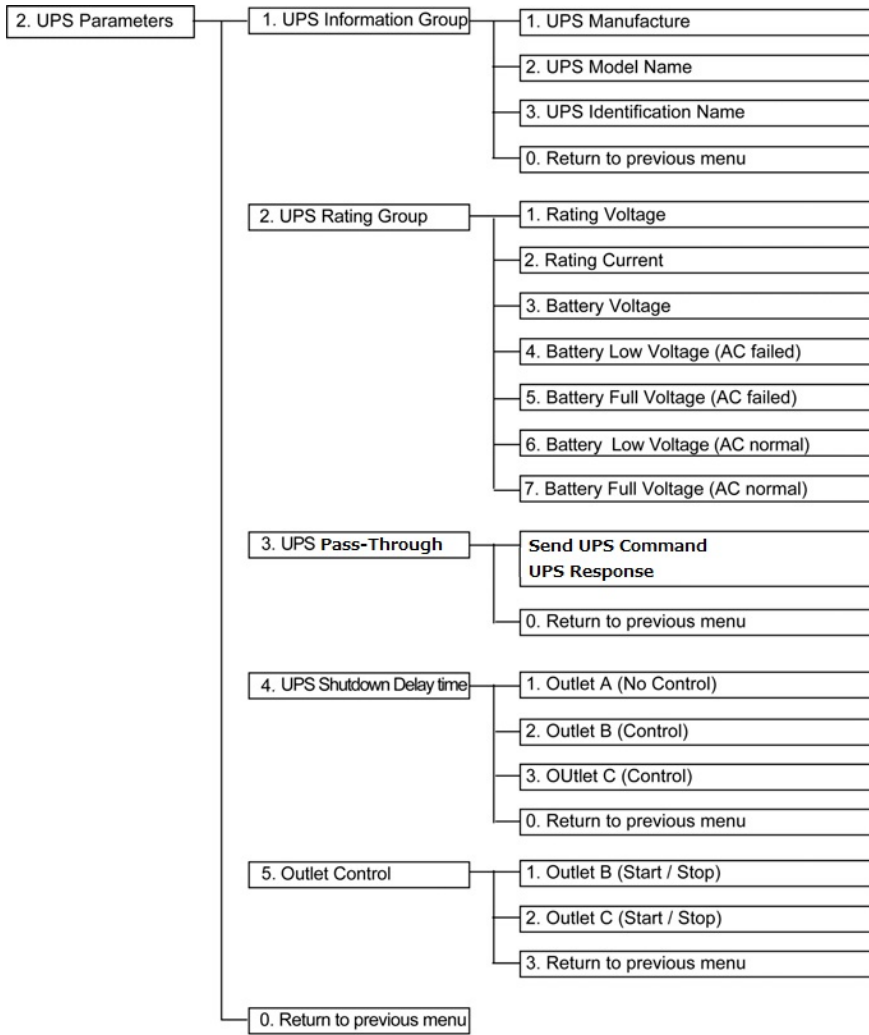 2. UPS Parameters
1. UPS Information Group
1. UPS Manufacture
2. UPS Model Name
3. UPS Identification Name
0. Return to previous menu
2. UPS Rating Group
1. Rating Voltage
2. Rating Current
3. Battery Voltage
4. Battery Low Voltage (AC failed)
5. Battery Full Voltage (AC failed)
6. Battery  Low Voltage (AC normal)
7. Battery Full Voltage (AC normal)
3. UPS Pass-Through
Send UPS Command
UPS Response
0. Return to previous menu
4. UPS Shutdown Delay time
1. Outlet A (No Control)
2. Outlet B (Control)
3. OUtlet C (Control)
0. Return to previous menu
5. Outlet Control
1. Outlet B (Start / Stop)
2. Outlet C (Start / Stop)
3. Return to previous menu
0. Return to previous menu